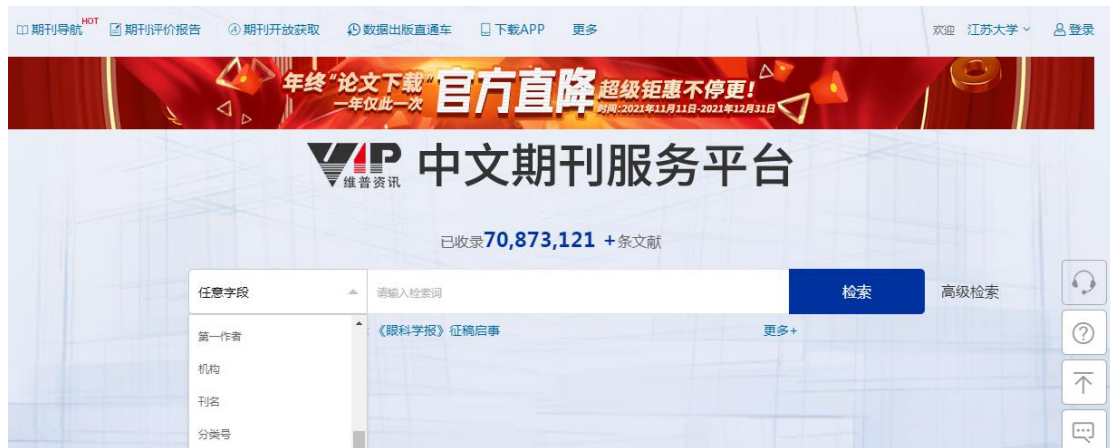 期刊导航 HOT 期刊评价报告 期刊开放获取 数据出版直通车 下载APP 更多 欢迎 江苏大学 登录
年终“论文下载” 官方直降 超级钜惠不停更!
一年仅此一次 时间:2021年11月11日-2021年12月31日
VIP 维普资讯 中文期刊服务平台
已收录70,873,121 +条文献
任意字段 请输入检索词 检索 高级检索
第一作者 : 《眼科学报》征稿启事 更多+
机构
刊名
分类号